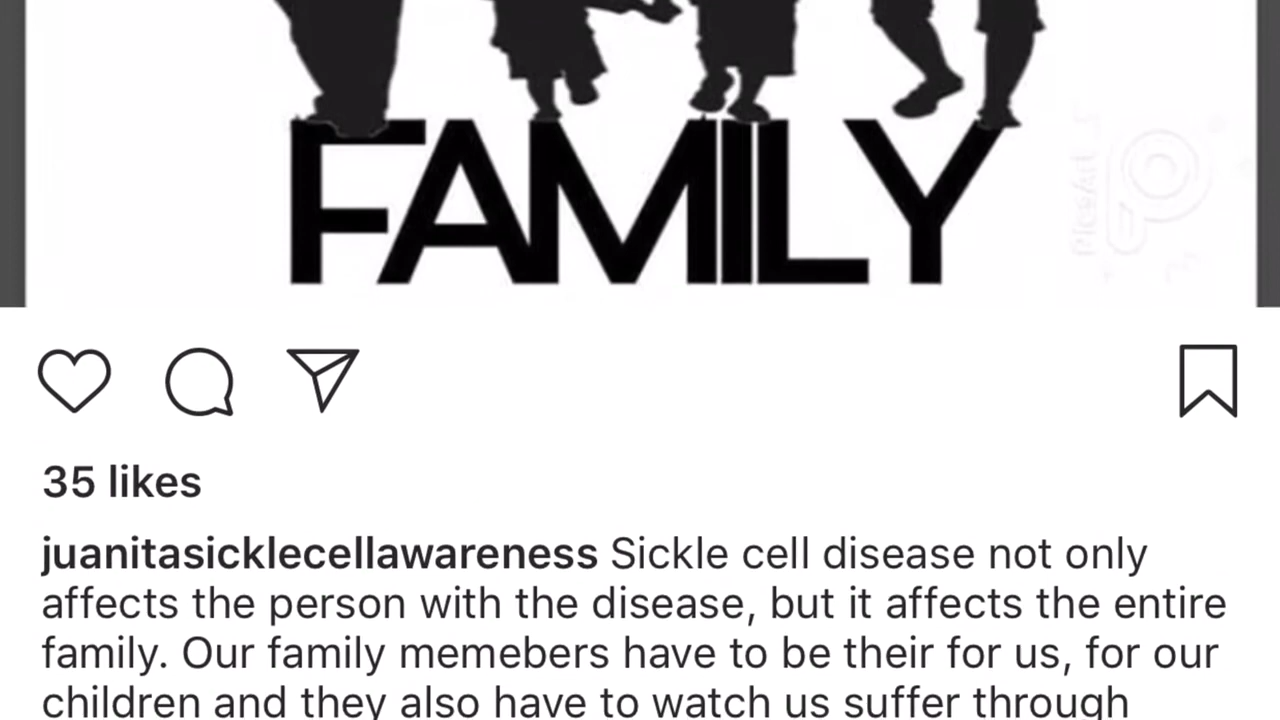 FAMILY
PicsArt
35 likes
juanitasicklecellawareness Sickle cell disease not only
affects the person with the disease, but it affects the entire
family. Our family memebers have to be their for us, for our
children and they also have to watch us suffer through